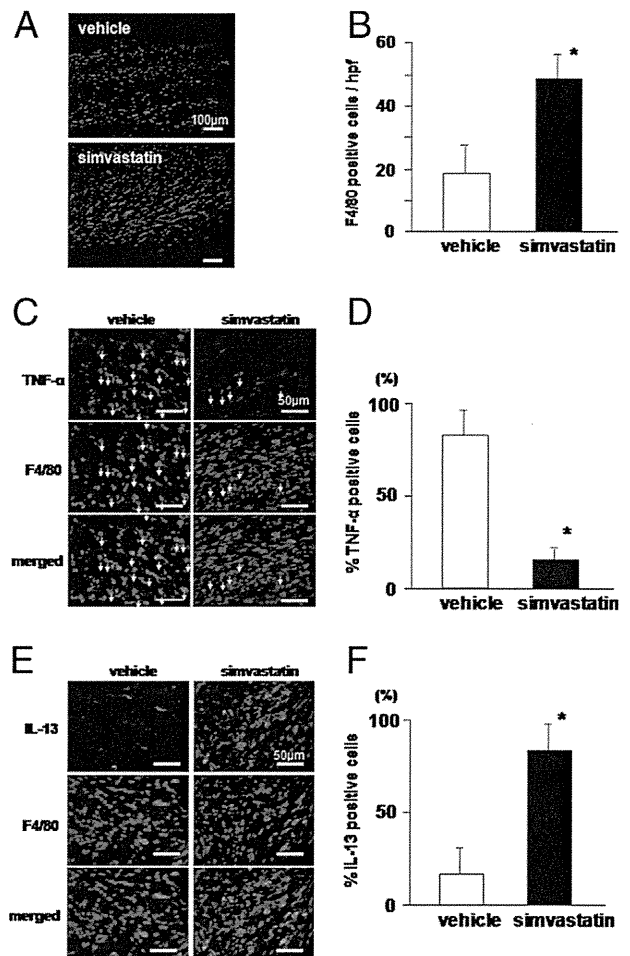 A
vehicle
100μm
simvastatin
B
F4/80 positive cells / hpf
60
40
20
0
*
vehicle simvastatin
C
vehicle simvastatin
TNF-α
50μm
F4/80
merged
D
(%)
% TNF-α positive cells
100
50
0
*
vehicle simvastatin
E
vehicle simvastatin
IL-13
50μm
F4/80
merged
F
(%)
% IL-13 positive cells
100
50
0
*
vehicle simvastatin